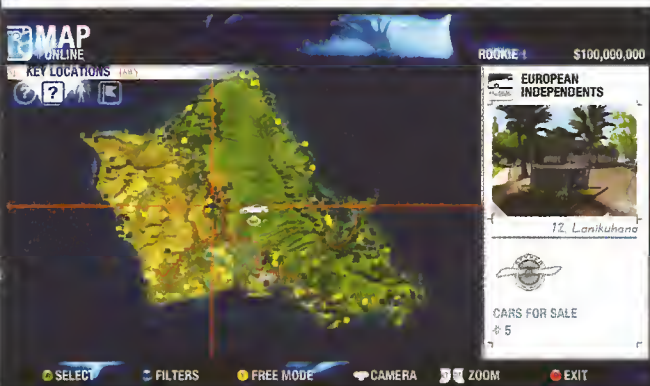 MAP
ONLINE
ROOKIE
$100,000,000
KEY LOCATIONS
EUROPEAN
INDEPENDENTS
12. Lanikuhana
SPYKER
CARS FOR SALE
5
SELECT
FILTERS
FREE MODE
CAMERA
ZOOM
EXIT